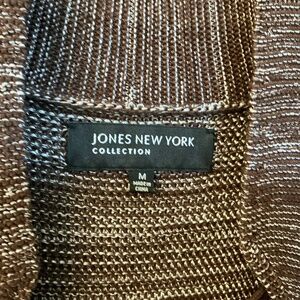 JONES NEW YORK
COLLECTION
M
MADE IN
CHINA